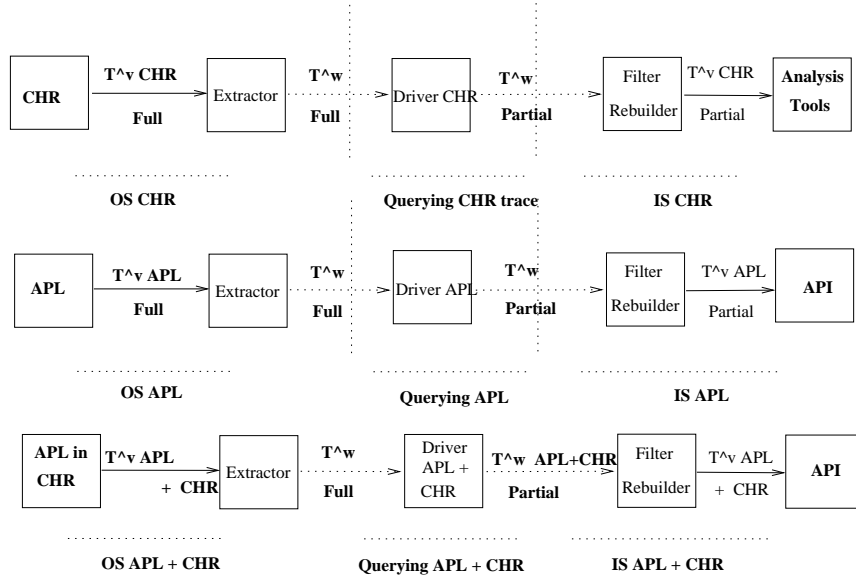 CHR
T^v CHR
Full
Extractor
T^w
Full
Driver CHR
T^w
Partial
Filter
Rebuilder
T^v CHR
Partial
Analysis
Tools
OS CHR
Querying CHR trace
IS CHR
APL
T^v APL
Full
Extractor
T^w
Full
Driver APL
T^w
Partial
Filter
Rebuilder
T^v APL
Partial
API
OS APL
Querying APL
IS APL
APL in
CHR
T^v APL
+ CHR
Extractor
T^w
Full
Driver
APL +
CHR
T^w APL+CHR
Partial
Filter
Rebuilder
T^v APL
+ CHR
API
OS APL + CHR
Querying APL + CHR
IS APL + CHR